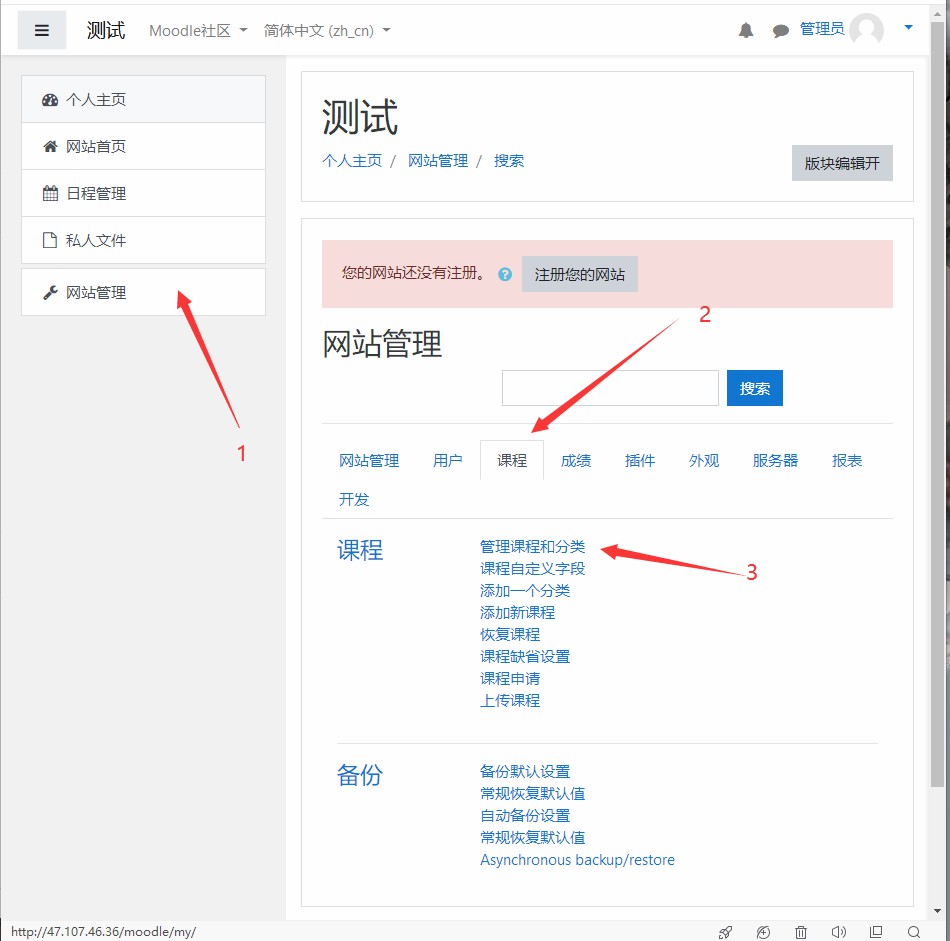 测试 Moodle社区 简体中文 (zh_cn) 管理员
个人主页
网站首页
日程管理
私人文件
网站管理
1
测试
个人主页 / 网站管理 / 搜索
版块编辑开
您的网站还没有注册。 ? 注册您的网站
2
网站管理
搜索
网站管理 用户 课程 成绩 插件 外观 服务器 报表
开发
课程
管理课程和分类
3
课程自定义字段
添加一个分类
添加新课程
恢复课程
课程缺省设置
课程申请
上传课程
备份
备份默认设置
常规恢复默认值
自动备份设置
常规恢复默认值
Asynchronous backup/restore
http://47.107.46.36/moodle/my/